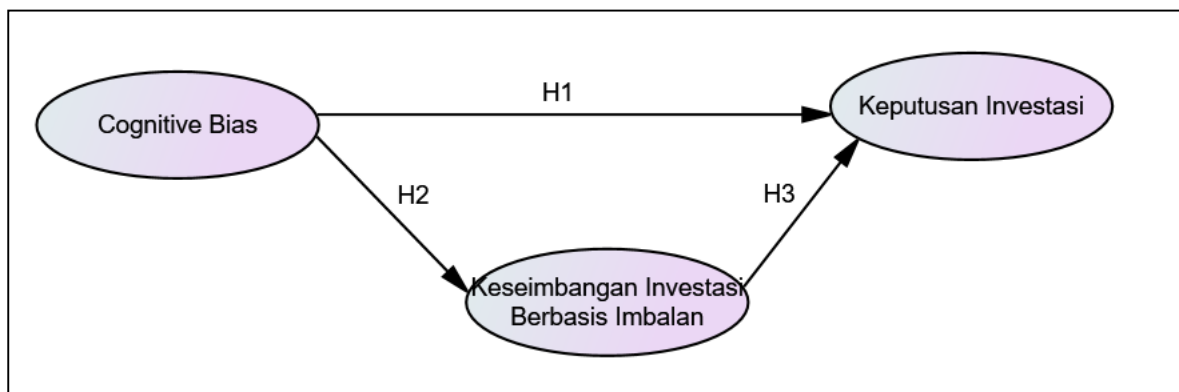 Cognitive Bias
H1
Keputusan Investasi
H2
H3
Keseimbangan Investasi
Berbasis Imbalan